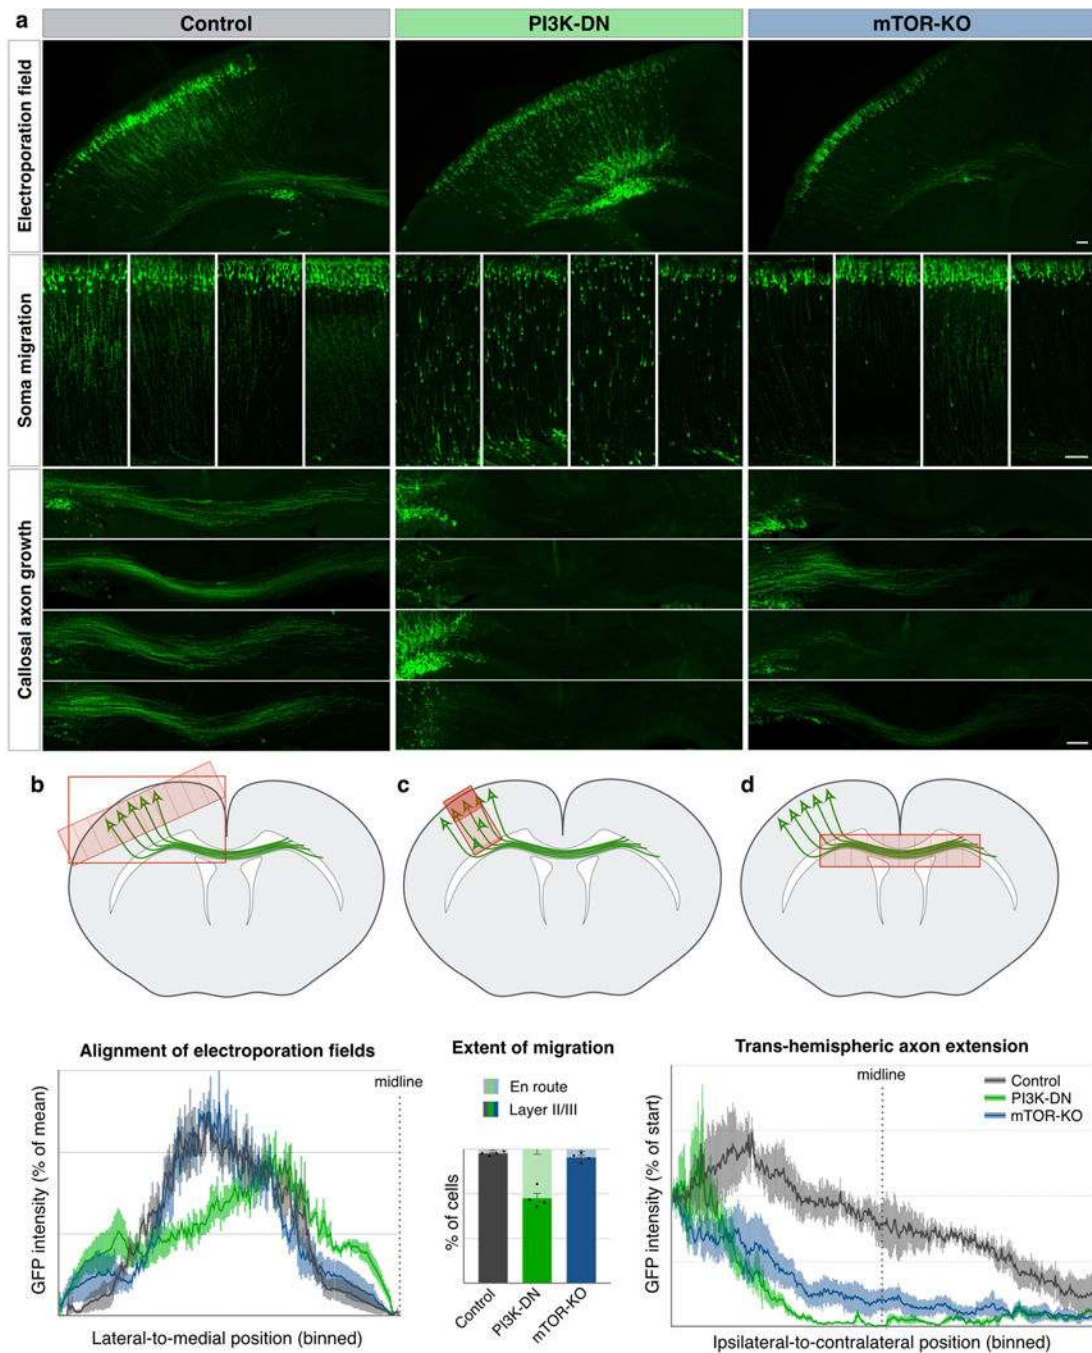 a
Control
PI3K-DN
mTOR-KO
Electroporation field
Soma migration
Callosal axon growth
b
c
d
Alignment of electroporation fields
midline
GFP intensity (% of mean)
Lateral-to-medial position (binned)
Extent of migration
En route
Layer II/III
% of cells
Control
PI3K-DN
mTOR-KO
Trans-hemispheric axon extension
midline
Control
PI3K-DN
mTOR-KO
GFP intensity (% of start)
Ipsilateral-to-contralateral position (binned)